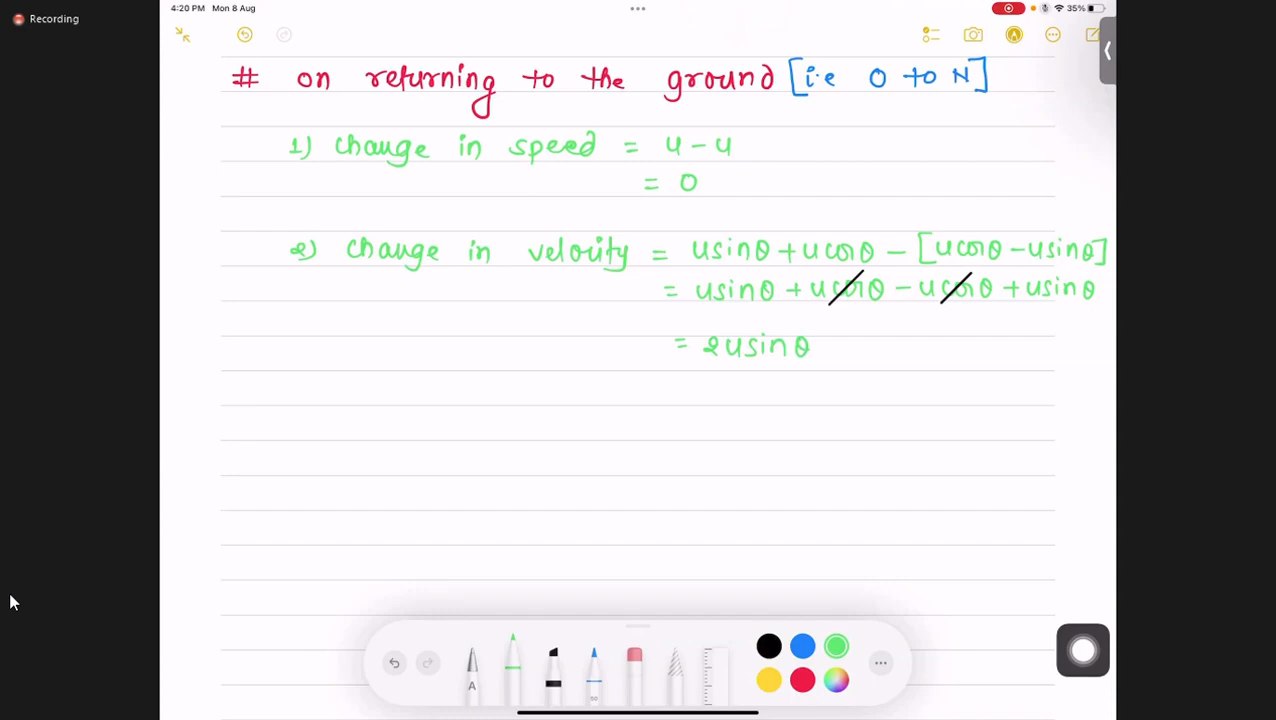 Recording
4:20 PM Mon 8 Aug
35%
# on returning to the ground [i.e O to N]
1) change in speed = u - u
= 0
2) change in velocity = usinθ + ucosθ - [ucosθ - usinθ]
= usinθ + ucosθ - ucosθ + usinθ
= 2usinθ
A
50